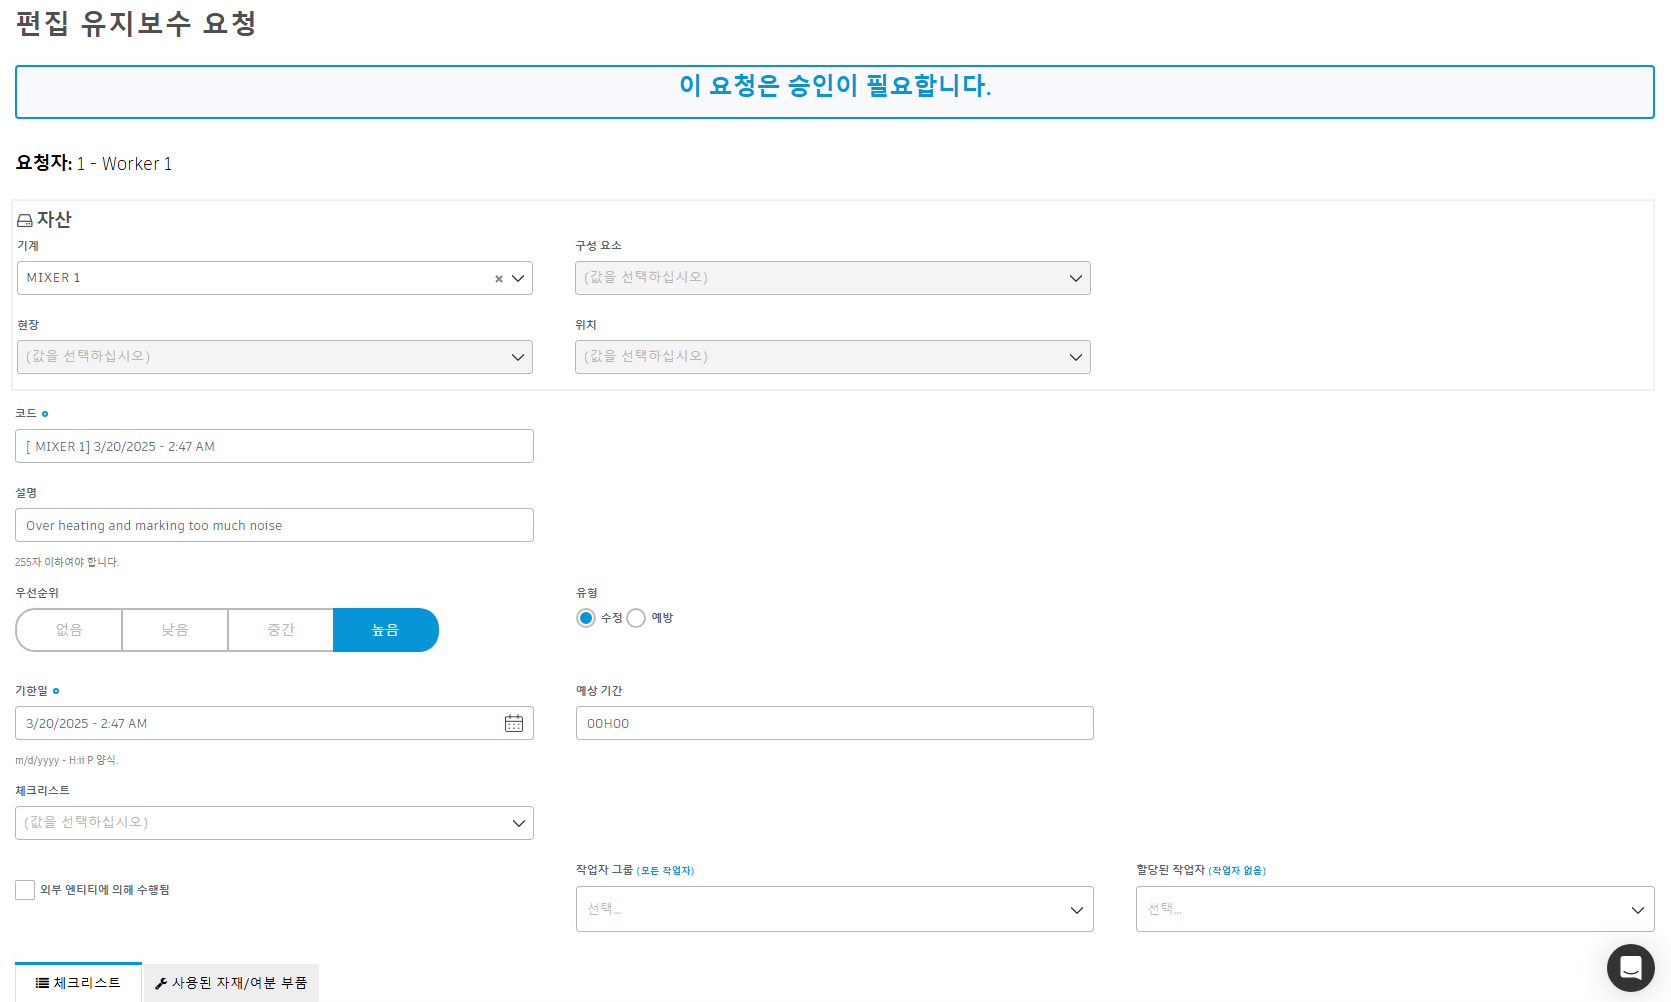 편집 유지보수 요청
이 요청은 승인이 필요합니다.
요청자: 1 - Worker 1
자산
기계
구성 요소
MIXER 1
(값을 선택하십시오)
현장
위치
(값을 선택하십시오)
(값을 선택하십시오)
코드
[ MIXER 1] 3/20/2025 - 2:47 AM
설명
Over heating and marking too much noise
255자 이하여야 합니다.
우선순위
유형
없음
낮음
중간
높음
수정
예방
기한일
예상 기간
3/20/2025 - 2:47 AM
00H00
m/d/yyyy - H:ii P 양식.
체크리스트
(값을 선택하십시오)
외부 엔티티에 의해 수행됨
작업자 그룹 (모든 작업자)
할당된 작업자 (작업자 없음)
선택...
선택...
체크리스트
사용된 자재/여분 부품